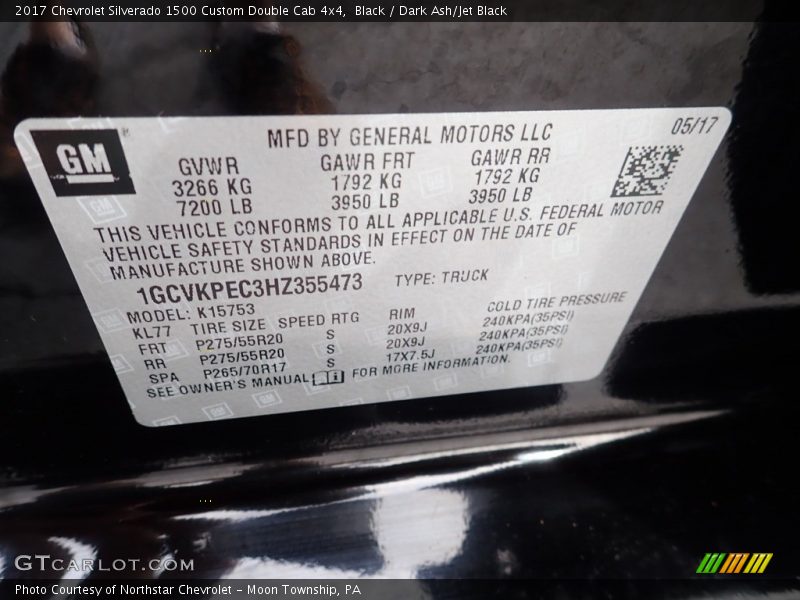 2017 Chevrolet Silverado 1500 Custom Double Cab 4x4,  Black / Dark Ash/Jet Black
MFD BY GENERAL MOTORS LLC
05/17
GM
GVWR GAWR FRT GAWR RR
3266 KG 1792 KG 1792 KG
7200 LB 3950 LB 3950 LB
THIS VEHICLE CONFORMS TO ALL APPLICABLE U.S. FEDERAL MOTOR
VEHICLE SAFETY STANDARDS IN EFFECT ON THE DATE OF
MANUFACTURE SHOWN ABOVE.
1GCVKPEC3HZ355473 TYPE: TRUCK
MODEL: K15753
KL77 TIRE SIZE SPEED RTG RIM COLD TIRE PRESSURE
FRT P275/55R20 S 20X9J 240KPA(35PSI)
RR P275/55R20 S 20X9J 240KPA(35PSI)
SPA P265/70R17 S 17X7.5J 240KPA(35PSI)
SEE OWNER'S MANUAL FOR MORE INFORMATION.
GTCARLOT.COM
Photo Courtesy of Northstar Chevrolet - Moon Township, PA